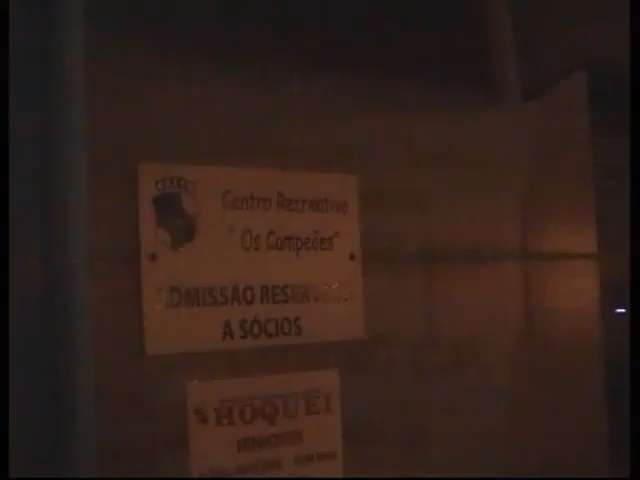 Centro Recreativo
"Os Campeões"
ADMISSÃO RESERVADA
A SÓCIOS
HOQUEI